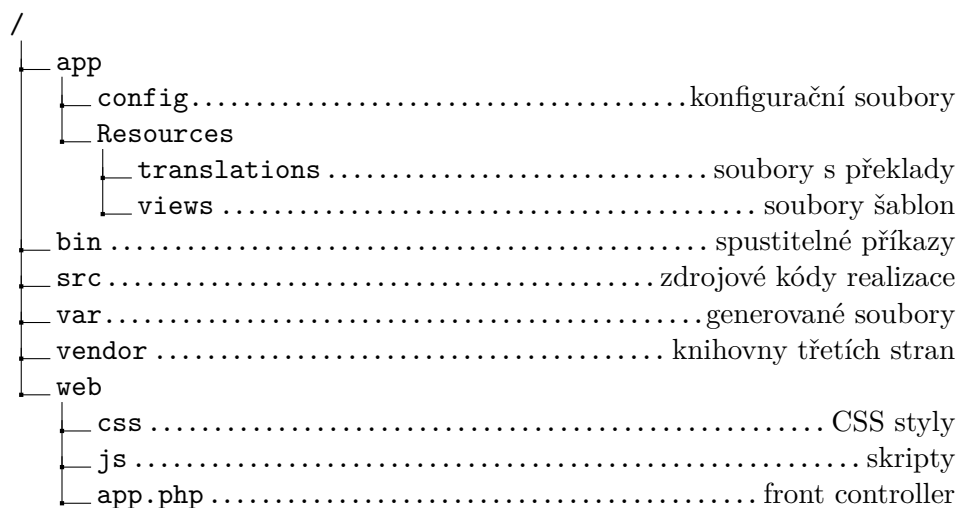 /
app
config........................................konfigurační soubory
Resources
translations..............................soubory s překlady
views..........................................soubory šablon
bin...............................................spustitelné příkazy
src...........................................zdrojové kódy realizace
var...............................................generované soubory
vendor........................................knihovny třetích stran
web
css.....................................................CSS styly
js.........................................................skripty
app.php...........................................front controller